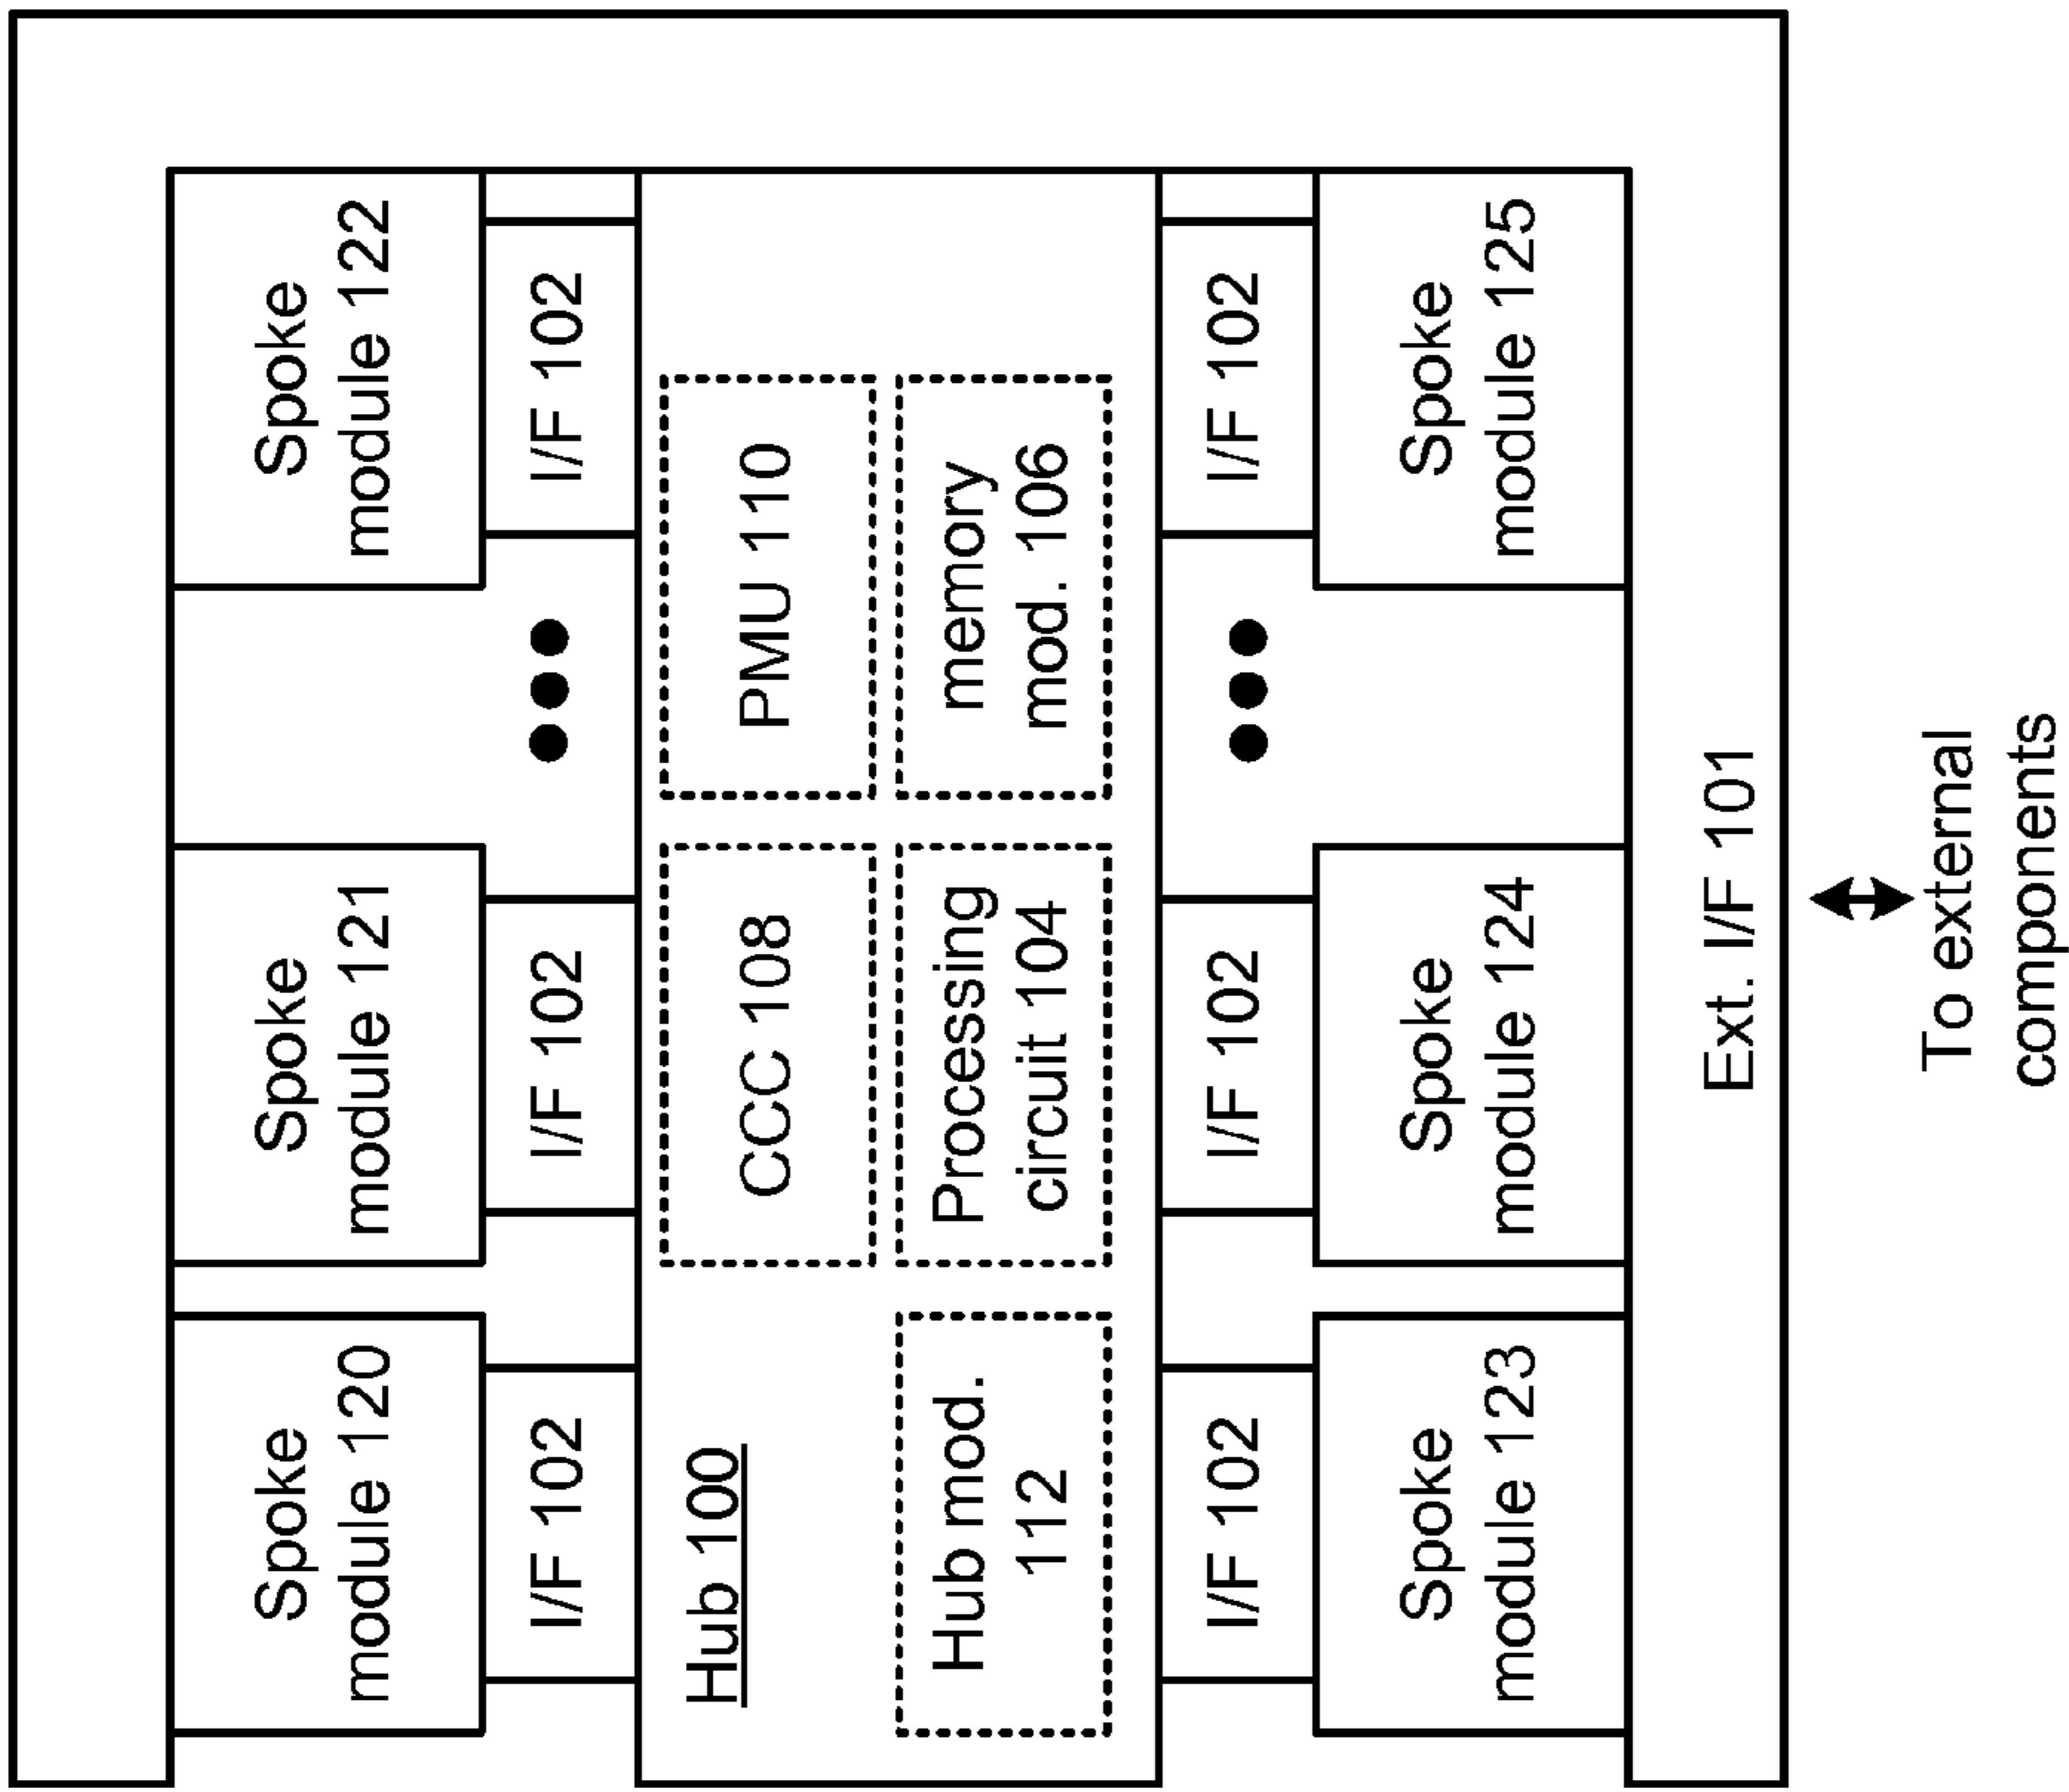 Spoke
module 120
Spoke
module 121
Spoke
module 122
I/F 102
I/F 102
I/F 102
Hub 100
CCC 108
PMU 110
Hub mod.
112
Processing
circuit 104
memory
mod. 106
I/F 102
I/F 102
I/F 102
Spoke
module 123
Spoke
module 124
Spoke
module 125
Ext. I/F 101
To external
components